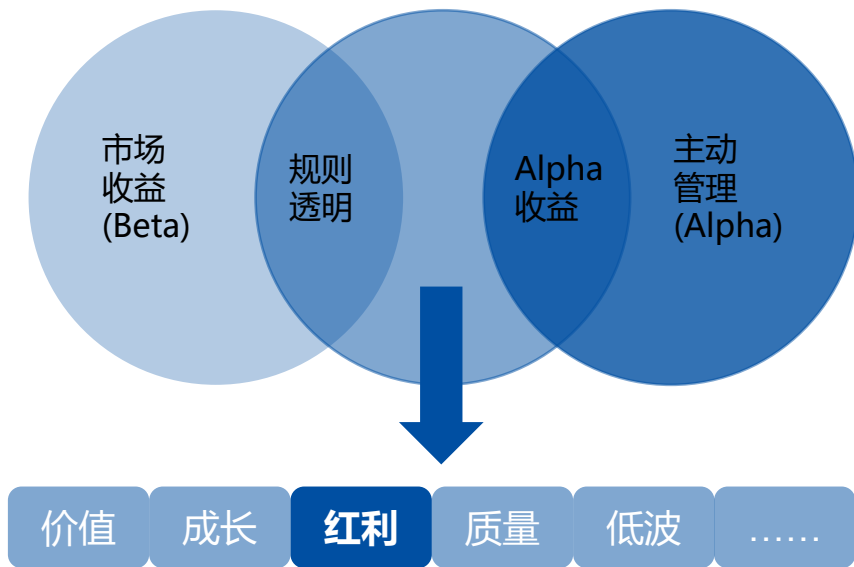 市场
收益
(Beta)
规则
透明
Alpha
收益
主动
管理
(Alpha)
价值
成长
红利
质量
低波
……